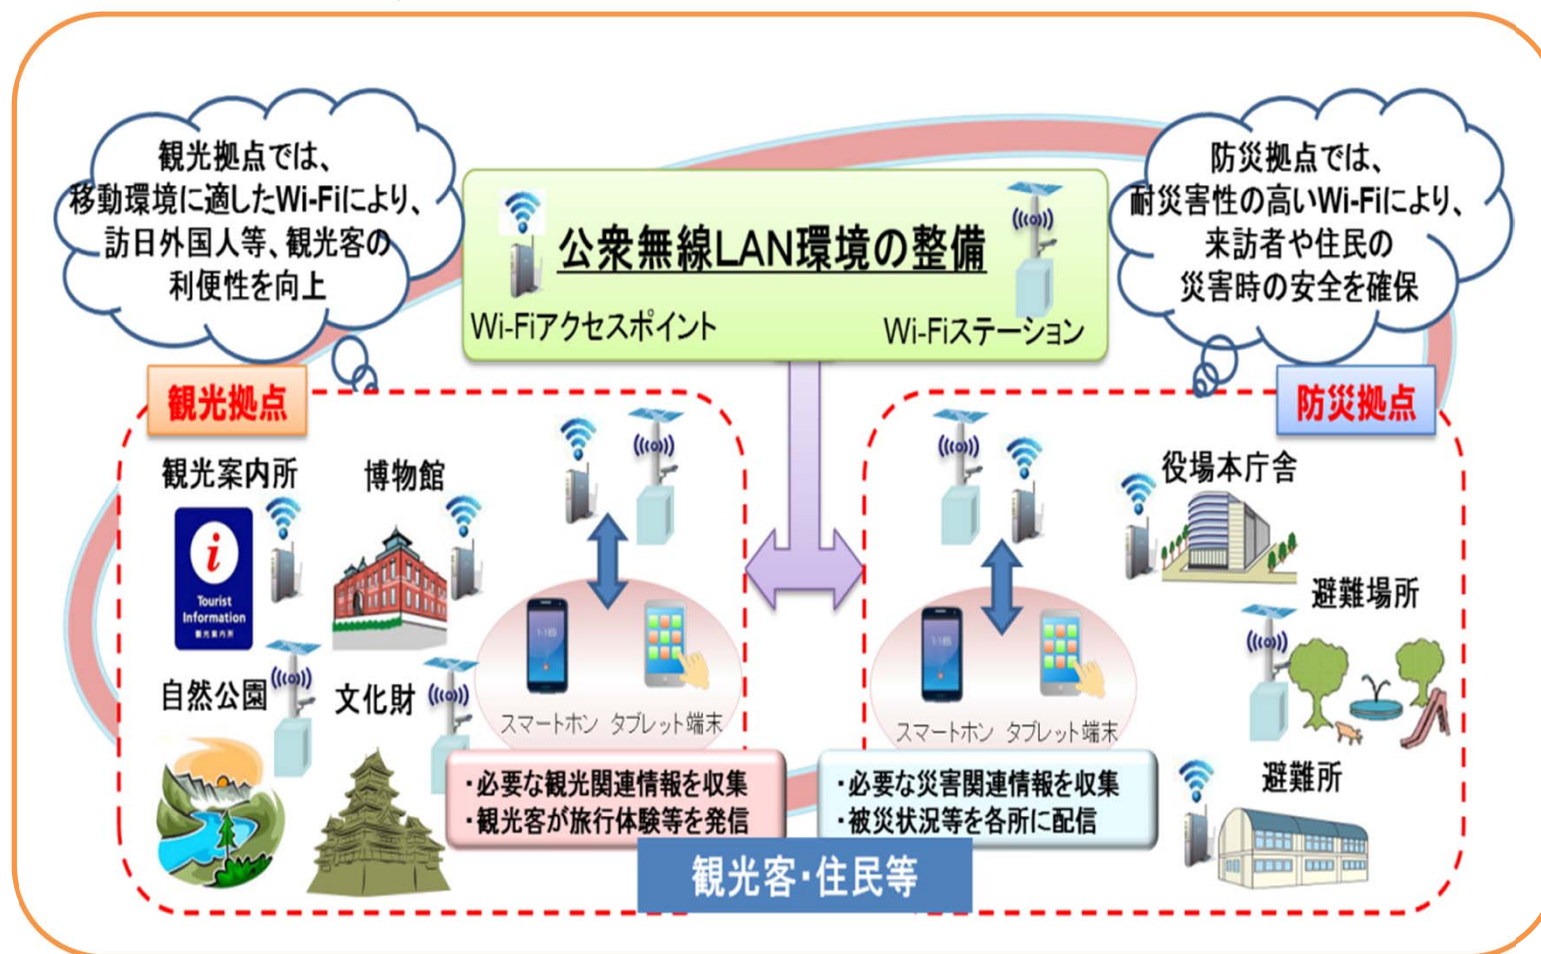 観光拠点では、
移動環境に適したWi-Fiにより、
訪日外国人等、観光客の
利便性を向上
公衆無線LAN環境の整備
Wi-Fiアクセスポイント
Wi-Fiステーション
防災拠点では、
耐災害性の高いWi-Fiにより、
来訪者や住民の
災害時の安全を確保
観光拠点
観光案内所
博物館
i
Tourist
Information
観光案内所
自然公園
文化財
スマートホン タブレット端末
・必要な観光関連情報を収集
・観光客が旅行体験等を発信
防災拠点
役場本庁舎
避難場所
避難所
スマートホン タブレット端末
・必要な災害関連情報を収集
・被災状況等を各所に配信
観光客・住民等